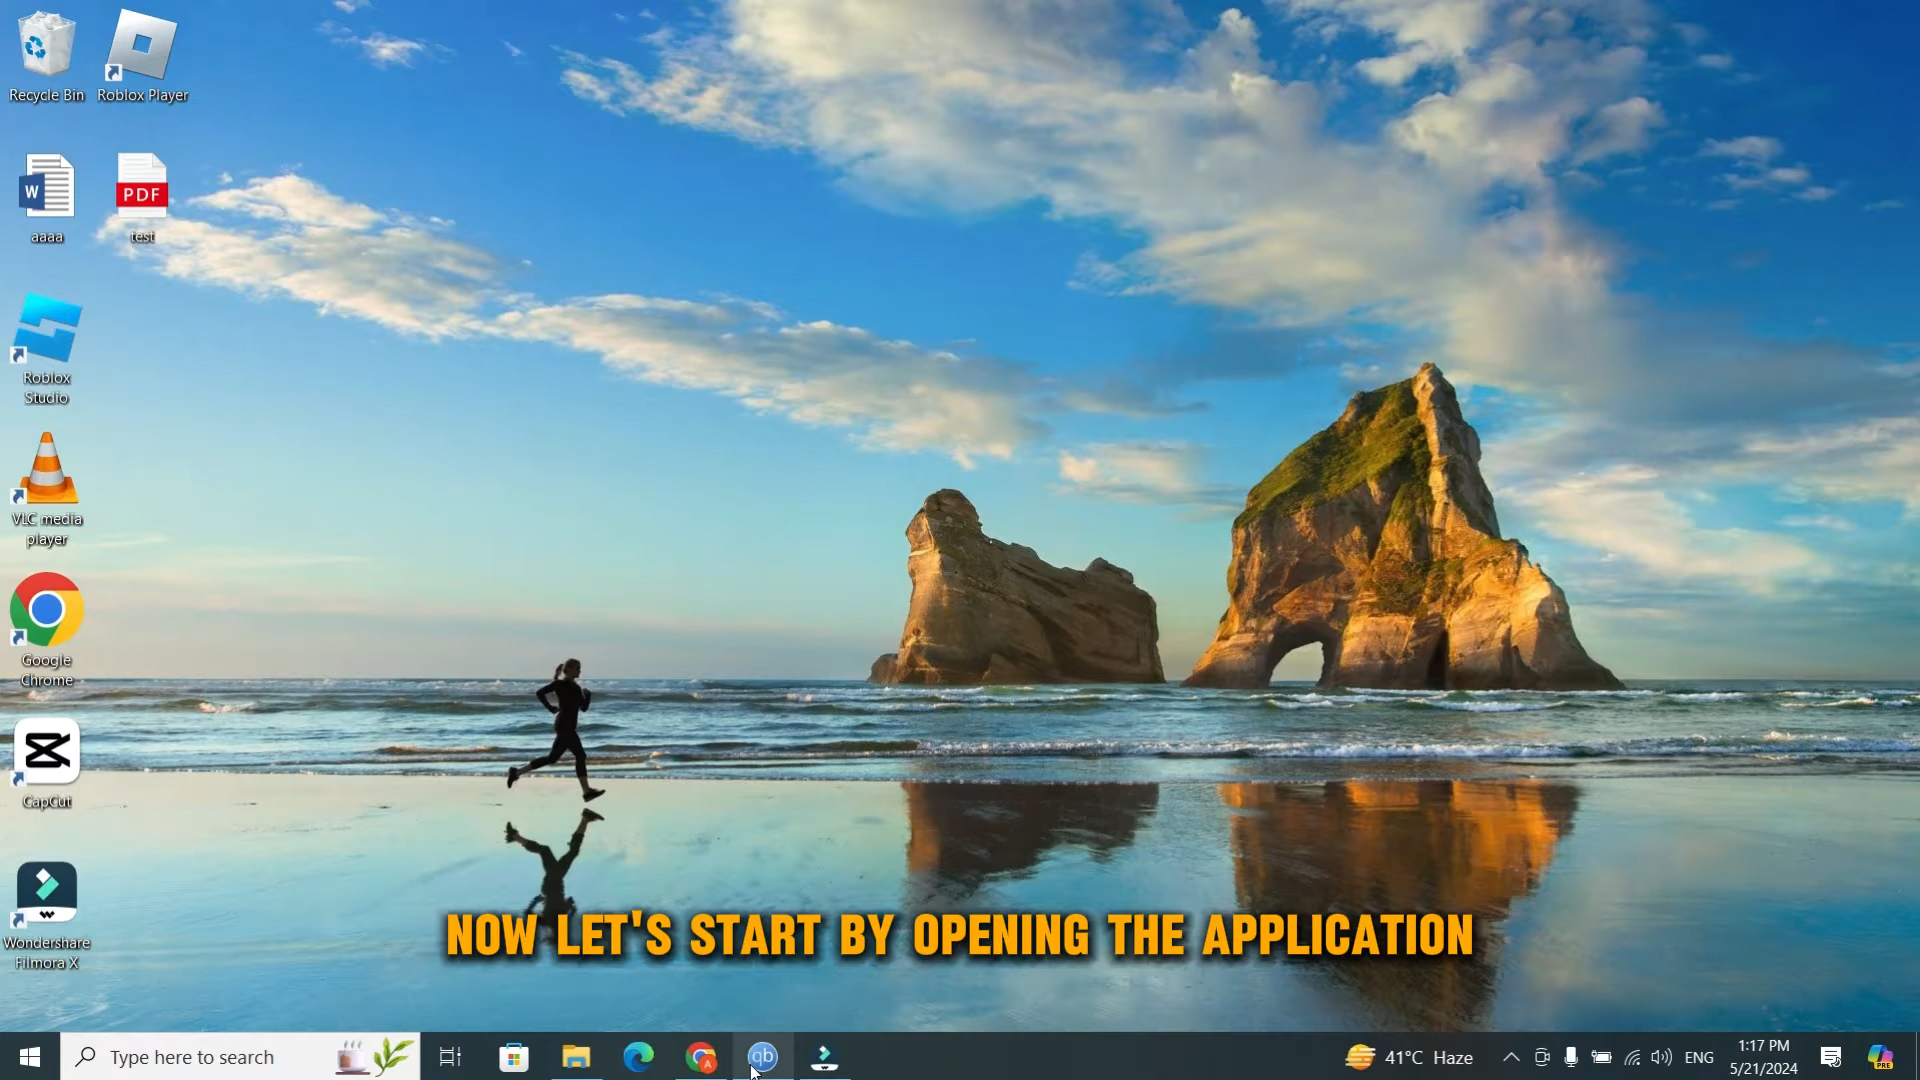 Recycle Bin
Roblox Player
W
PDF
aaaa
test
Roblox
Studio
VLC media
player
Google
Chrome
CapCut
Wondershare
Filmora X
NOW LET'S START BY OPENING THE APPLICATION
Type here to search
A
qb
41°C Haze
ENG
1:17 PM
5/21/2024
PRE